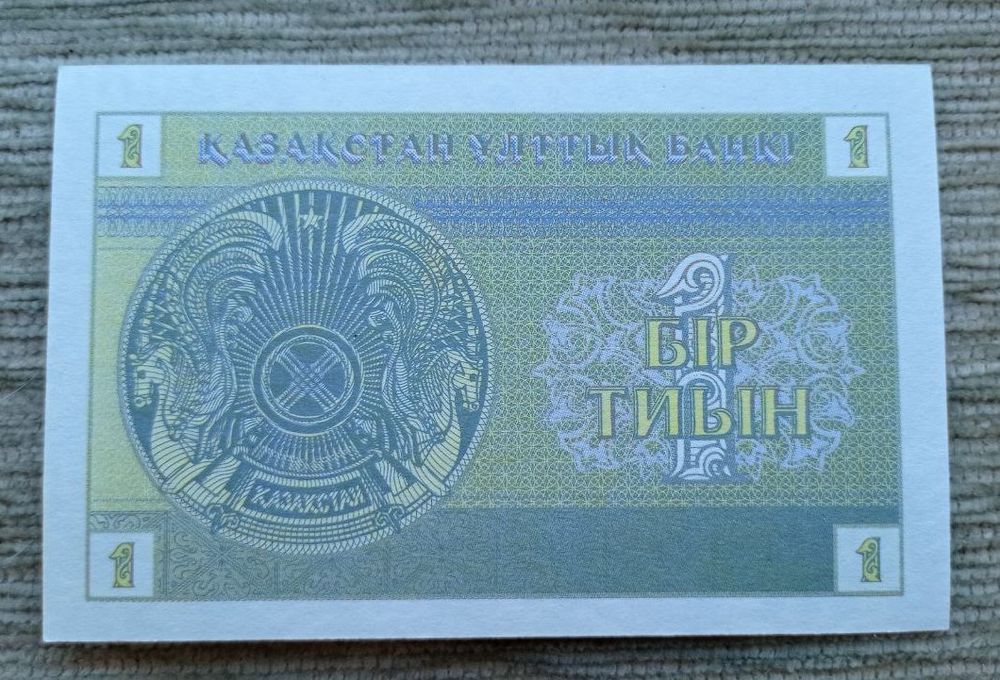 1 ҚАЗАҚСТАН ҰЛТТЫҚ БАНКІ 1
1
БІР
ТИЫН
ҚАЗАҚСТАН
1 1